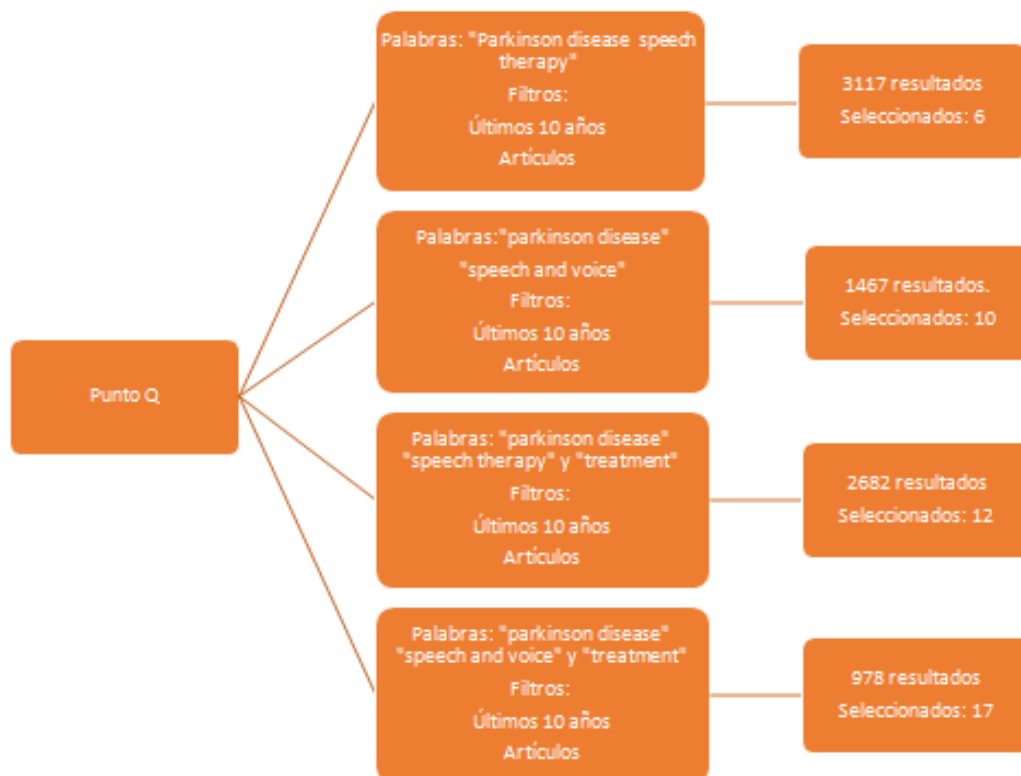 Punto Q
Palabras: "Parkinson disease speech
therapy"
Filtros:
Últimos 10 años
Artículos
3117 resultados
Seleccionados: 6
Palabras:"parkinson disease"
"speech and voice"
Filtros:
Últimos 10 años
Artículos
1467 resultados.
Seleccionados: 10
Palabras: "parkinson disease"
"speech therapy" y "treatment"
Filtros:
Últimos 10 años
Artículos
2682 resultados
Seleccionados: 12
Palabras: "parkinson disease"
"speech and voice" y "treatment"
Filtros:
Últimos 10 años
Artículos
978 resultados
Seleccionados: 17